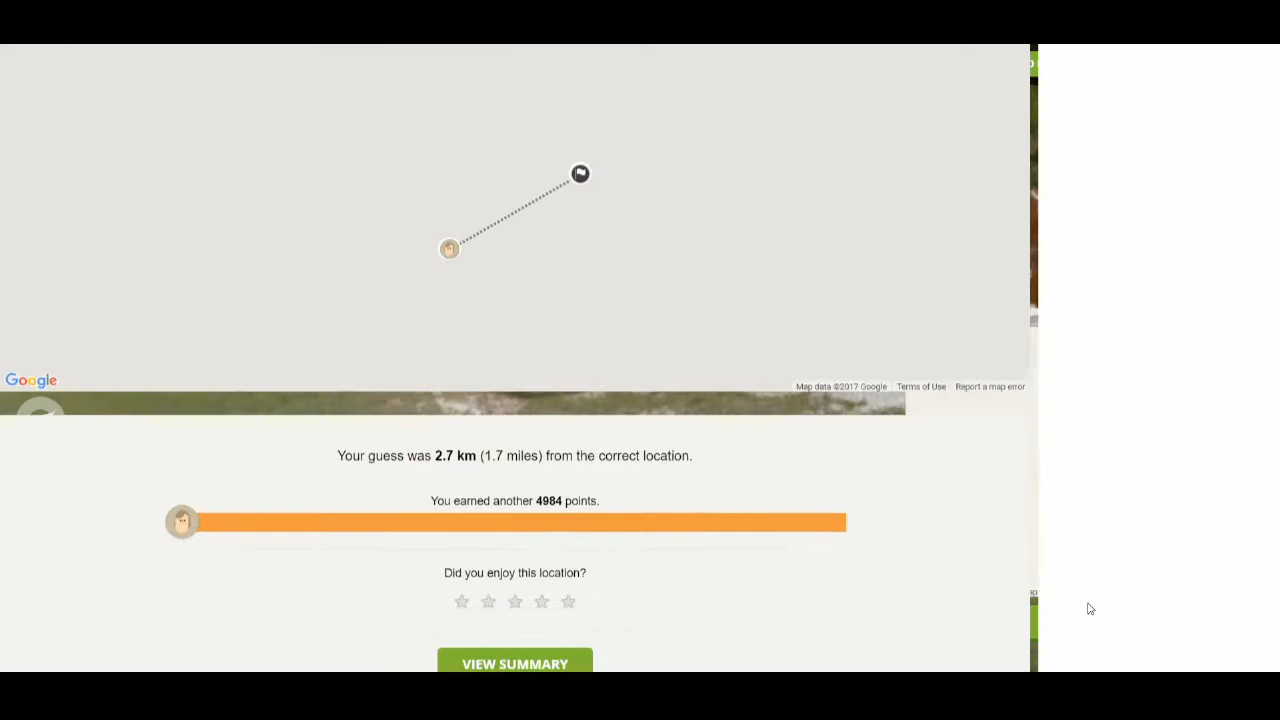 Google
Map data ©2017 Google Terms of Use Report a map error
Your guess was 2.7 km (1.7 miles) from the correct location.
You earned another 4984 points.
Did you enjoy this location?
VIEW SUMMARY